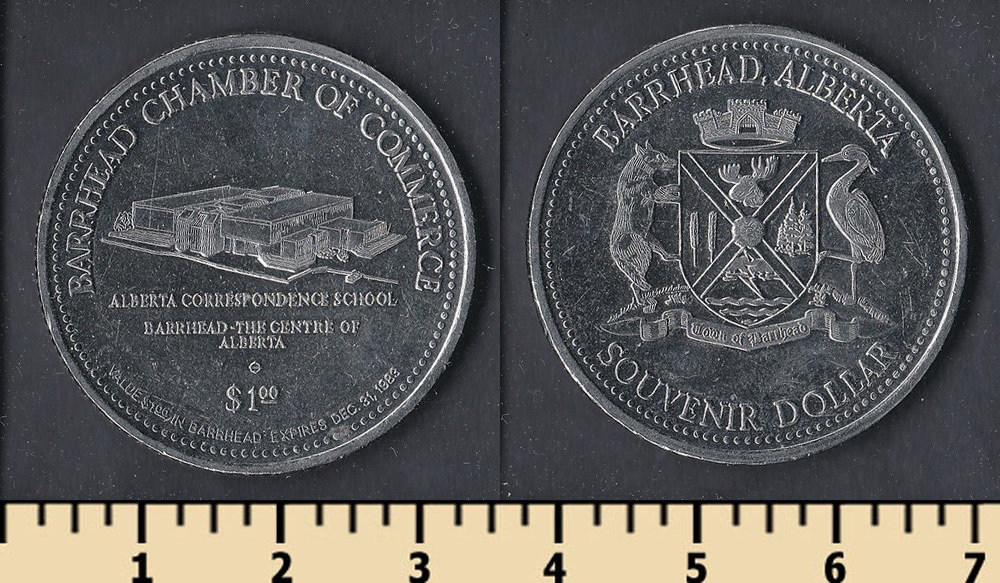 BARRHEAD CHAMBER OF COMMERCE
ALBERTA CORRESPONDENCE SCHOOL
BARRHEAD-THE CENTRE OF
ALBERTA
$1.00
VALUE $1.00 IN BARRHEAD EXPIRES DEC. 31, 1983
BARRHEAD, ALBERTA
Town of Barrhead
SOUVENIR DOLLAR
1 2 3 4 5 6 7